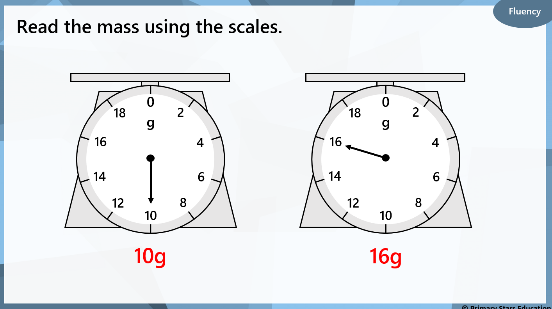 Fluency
Read the mass using the scales.
0
g
2
4
6
8
10
12
14
16
18
0
g
2
4
6
8
10
12
14
16
18
10g
16g
© Primary Stars Education